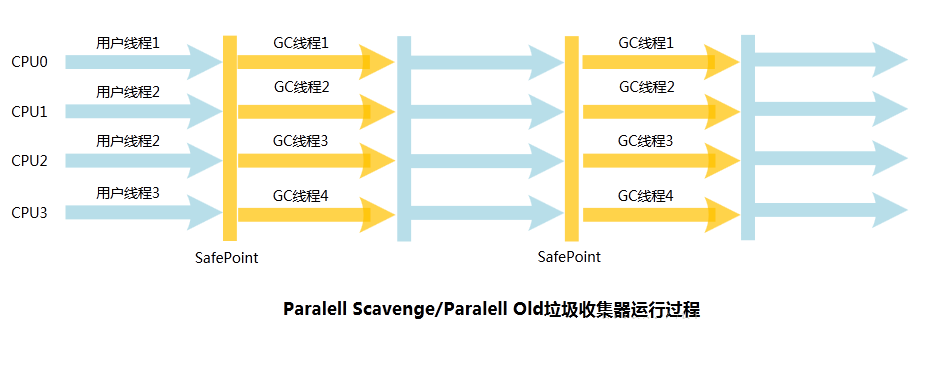 用户线程1 GC线程1 GC线程1
CPU0
用户线程2 GC线程2 GC线程2
CPU1
用户线程2 GC线程3 GC线程3
CPU2
用户线程3 GC线程4 GC线程4
CPU3
SafePoint SafePoint
Paralell Scavenge/Paralell Old垃圾收集器运行过程